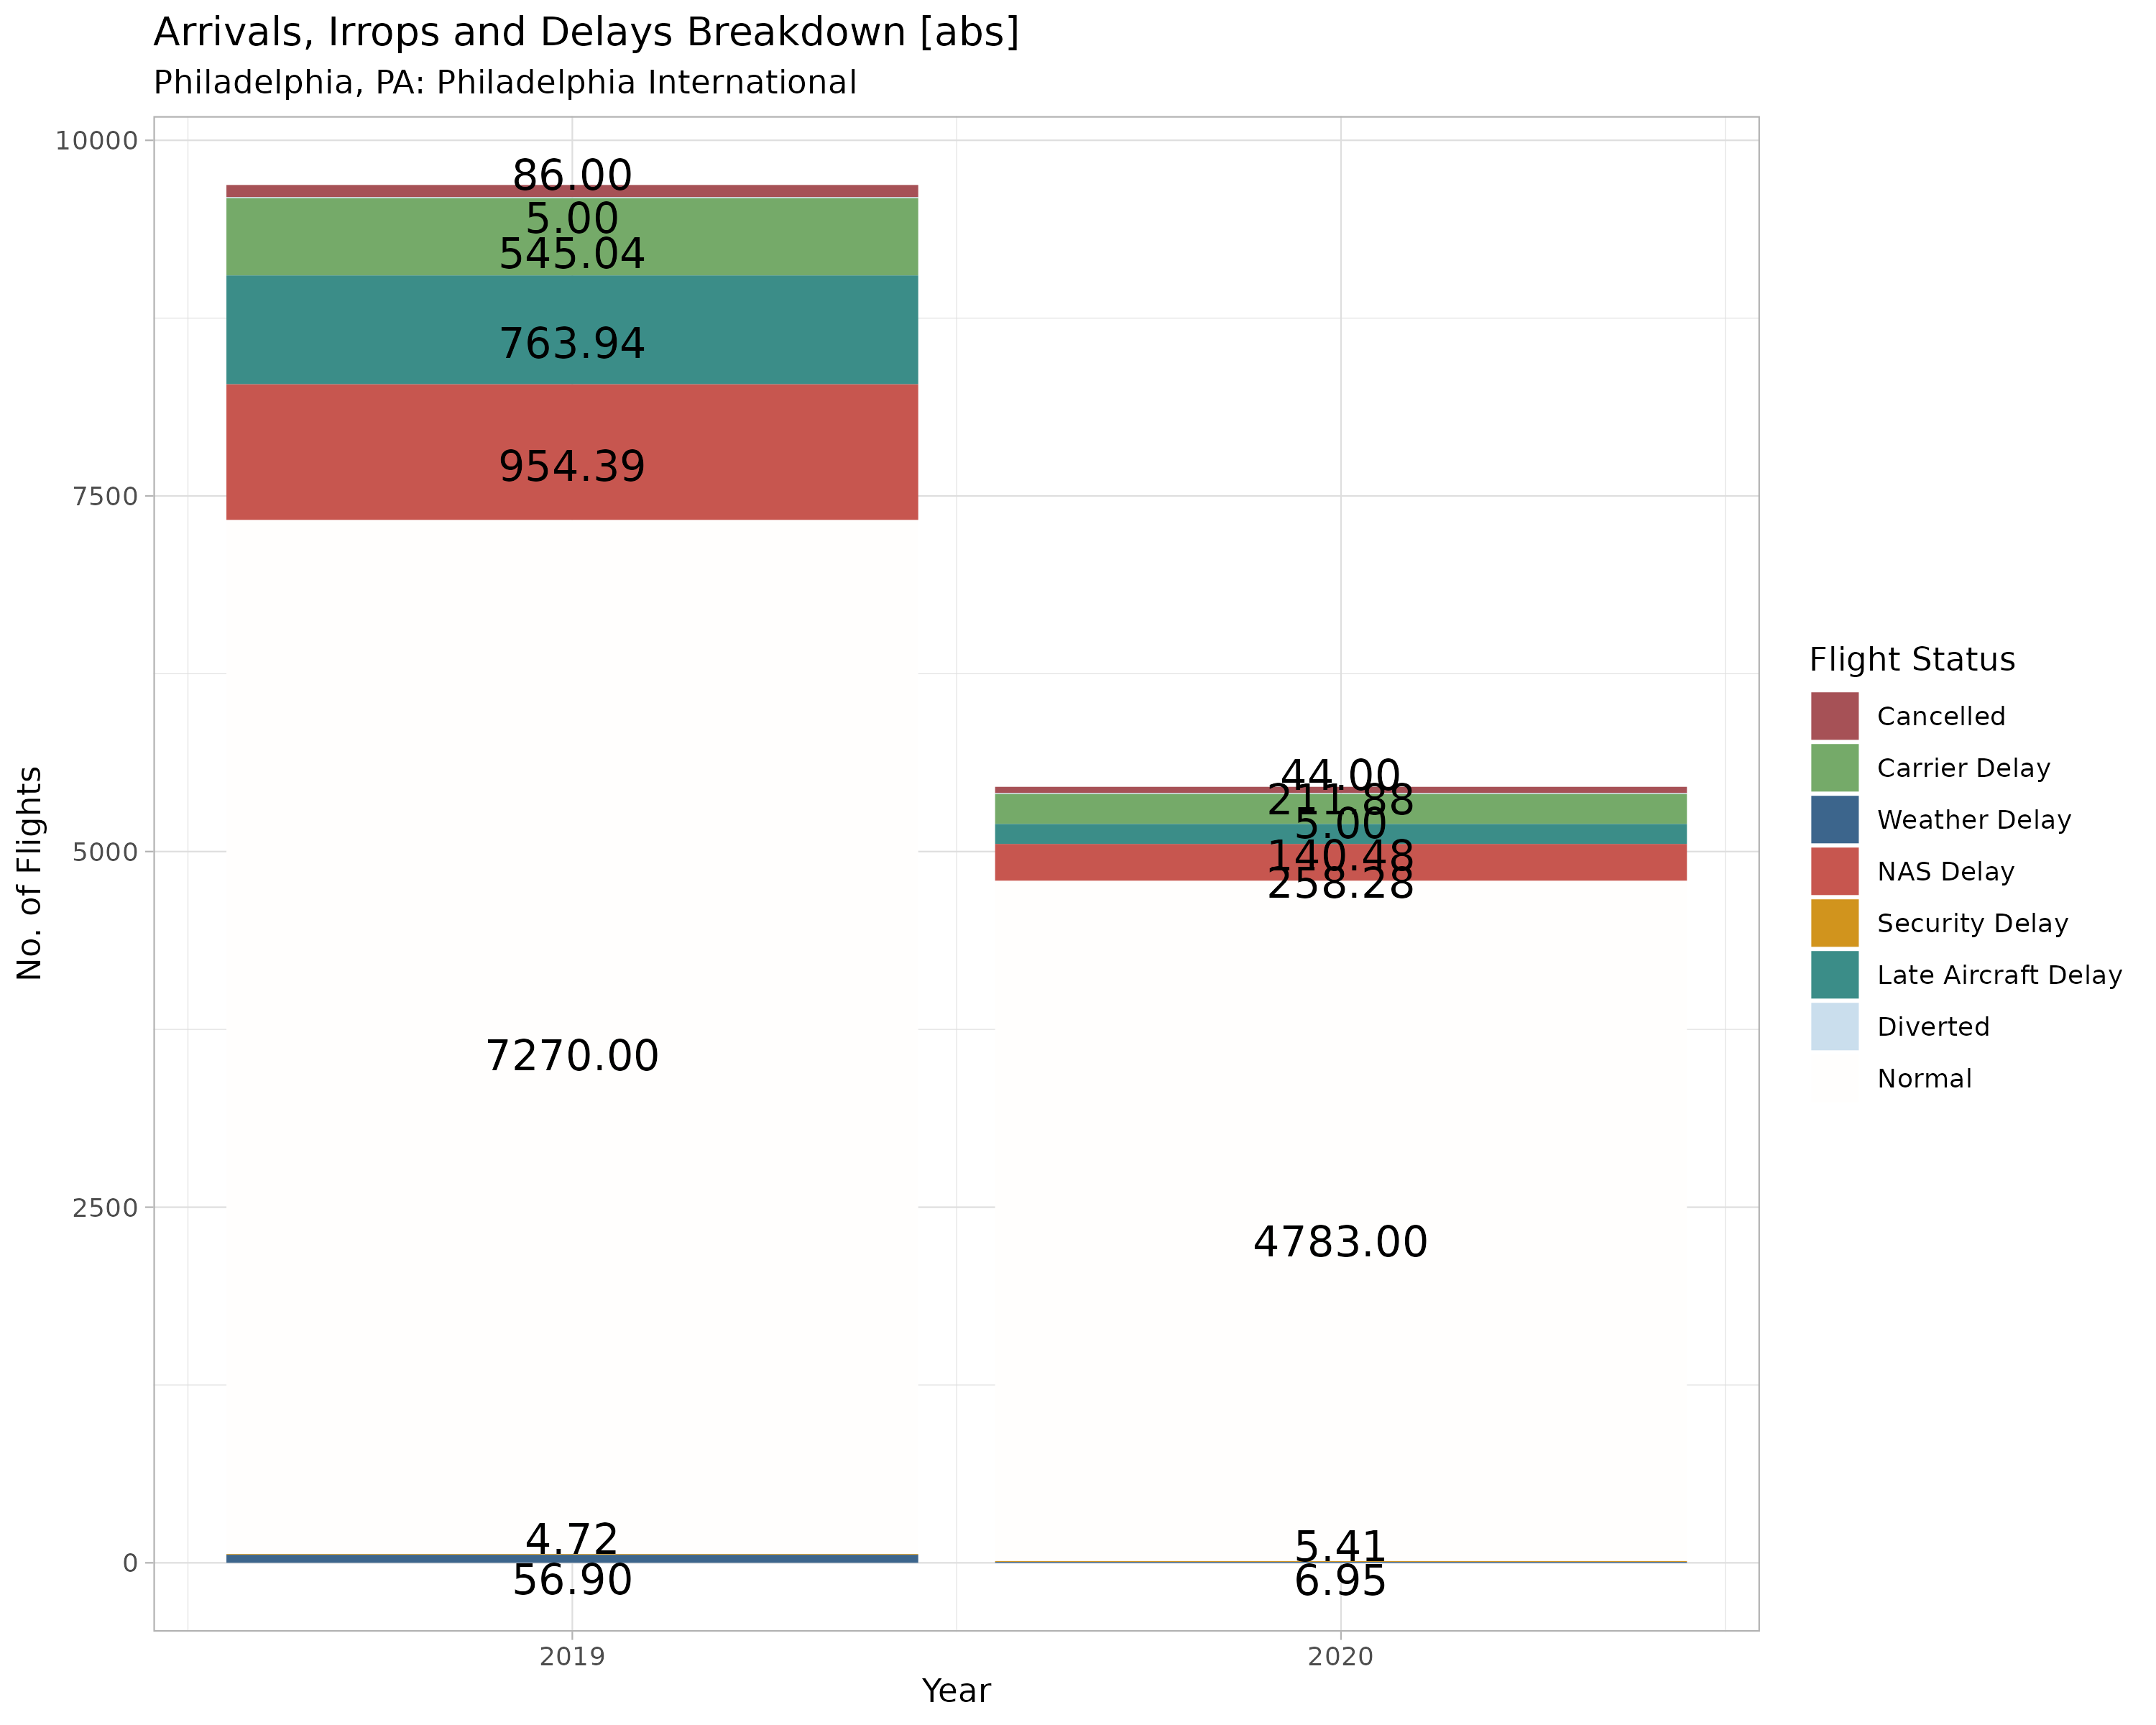 Arrivals, Irrops and Delays Breakdown [abs]
Philadelphia, PA: Philadelphia International
No. of Flights
10000
7500
5000
2500
0
86.00
5.00
545.04
763.94
954.39
7270.00
4.72
56.90
44.00
211.88
5.00
140.48
258.28
4783.00
5.41
6.95
2019
2020
Year
Flight Status
Cancelled
Carrier Delay
Weather Delay
NAS Delay
Security Delay
Late Aircraft Delay
Diverted
Normal